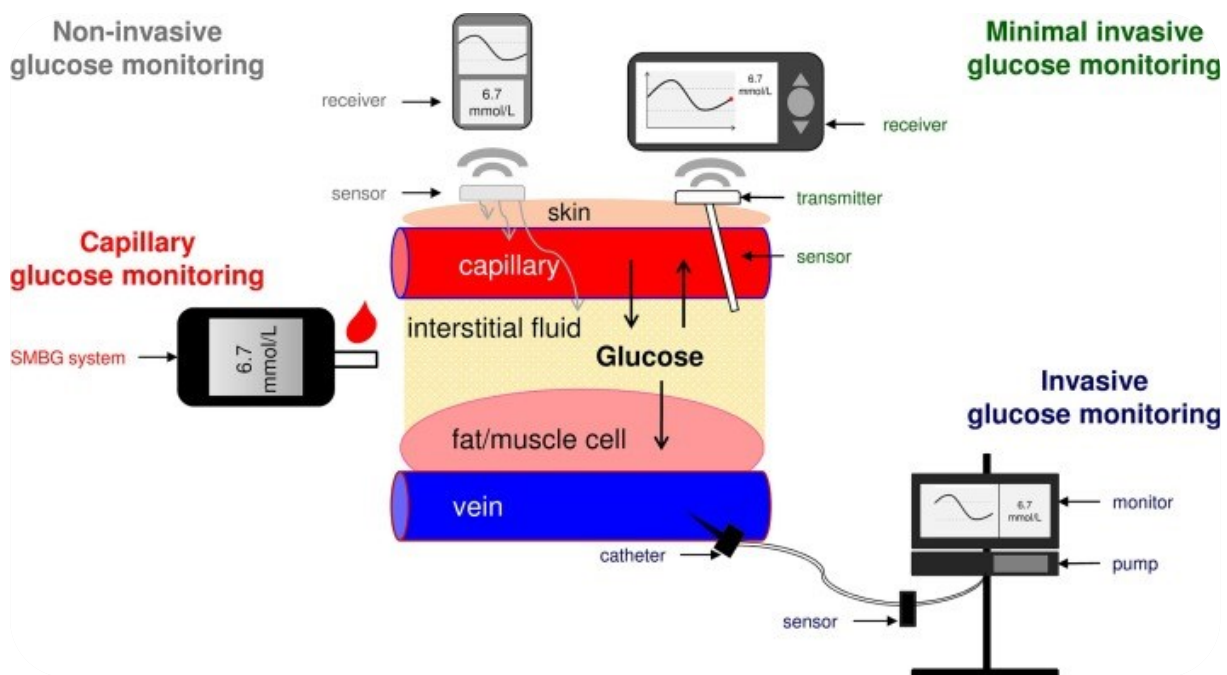 Non-invasive
glucose monitoring
Minimal invasive
glucose monitoring
receiver
6.7
mmol/L
6.7
mmol/L
receiver
sensor
transmitter
skin
Capillary
glucose monitoring
capillary
sensor
SMBG system
6.7
mmol/L
interstitial fluid
Glucose
Invasive
glucose monitoring
fat/muscle cell
vein
6.7
mmol/L
monitor
catheter
pump
sensor